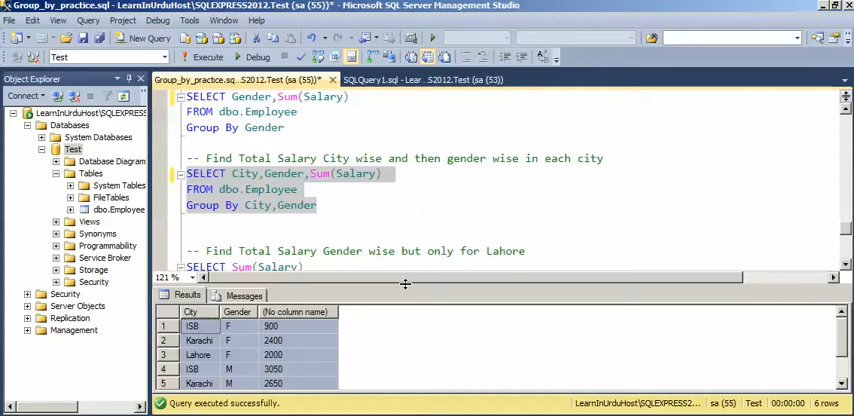 Group_by_practice.sql - LearnInUrduHost\SQLEXPRESS2012.Test (sa (55))* - Microsoft SQL Server Management Studio
File Edit View Query Project Debug Tools Window Help
New Query
Test Execute Debug
Object Explorer
Group_by_practice.sq...S2012.Test (sa (55))* SQLQuery1.sql - Lear...S2012.Test (sa (53))
Connect
LearnInUrduHost\SQLEXPRESS
Databases
System Databases
Test
Database Diagram
Tables
System Tables
FileTables
dbo.Employee
Views
Synonyms
Programmability
Service Broker
Storage
Security
Security
Server Objects
Replication
Management
SELECT Gender,Sum(Salary)
FROM dbo.Employee
Group By Gender
-- Find Total Salary City wise and then gender wise in each city
SELECT City,Gender,Sum(Salary)
FROM dbo.Employee
Group By City,Gender
-- Find Total Salary Gender wise but only for Lahore
SELECT Sum(Salary)
121 %
Results Messages
City Gender (No column name)
1 ISB F 900
2 Karachi F 2400
3 Lahore F 2000
4 ISB M 3050
5 Karachi M 2650
Query executed successfully. LearnInUrduHost\SQLEXPRESS2... sa (55) Test 00:00:00 6 rows